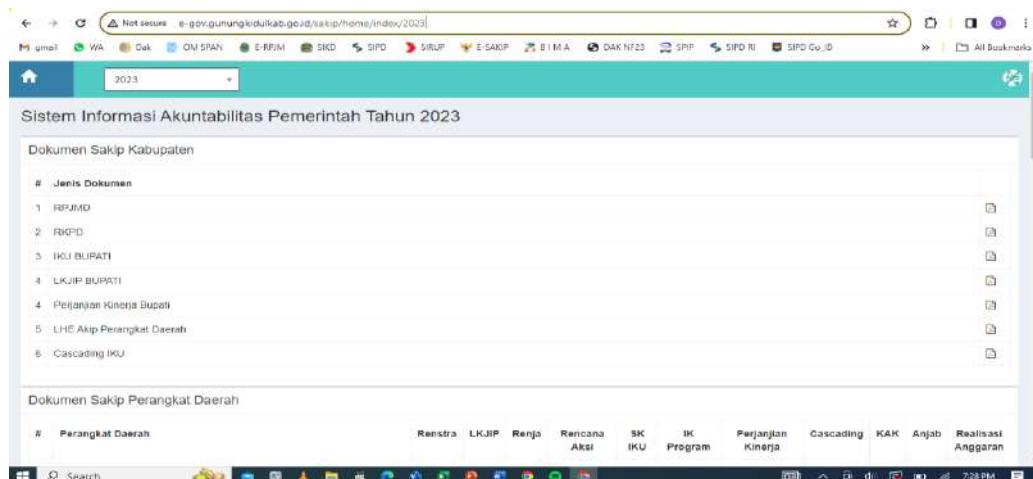 Not secure e-gov.gunungkidulkab.go.id/sakip/home/index/2023
gmail WA Dak OM SPAN E-RPJM SIKD SIPD SIRUP E-SAKIP B I M A DAK NF23 SPIP SIPD RI SIPD Go_ID » All Bookmarks
2023
Sistem Informasi Akuntabilitas Pemerintah Tahun 2023
Dokumen Sakip Kabupaten
# Jenis Dokumen
1 RPJMD
2 RKPD
3 IKU BUPATI
4 LKJIP BUPATI
4 Perjanjian Kinerja Bupati
5 LHE Akip Perangkat Daerah
6 Cascading IKU
Dokumen Sakip Perangkat Daerah
# Perangkat Daerah Renstra LKJIP Renja Rencana Aksi SK IKU IK Program Perjanjian Kinerja Cascading KAK Anjab Realisasi Anggaran
Search 7:28 PM